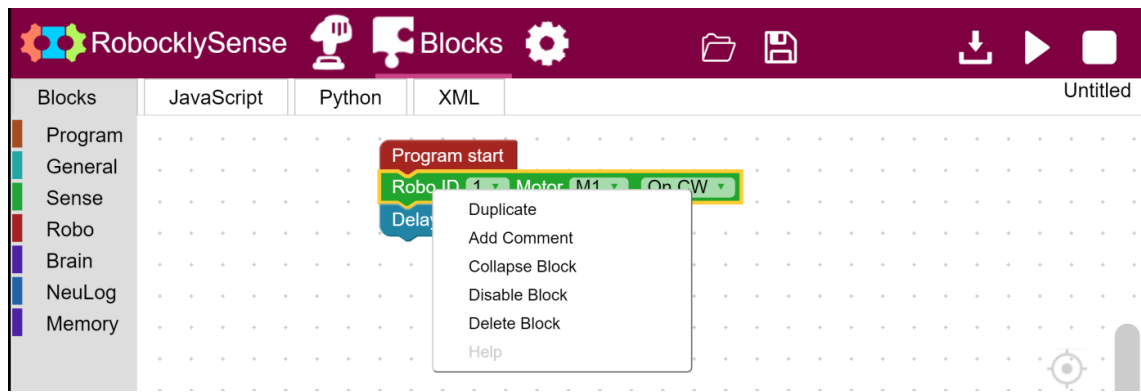 RobocklySense Blocks
Blocks JavaScript Python XML Untitled
Program
General
Sense
Robo
Brain
NeuLog
Memory
Program start
Robo ID 1 Motor M1 On CW
Delay
Duplicate
Add Comment
Collapse Block
Disable Block
Delete Block
Help